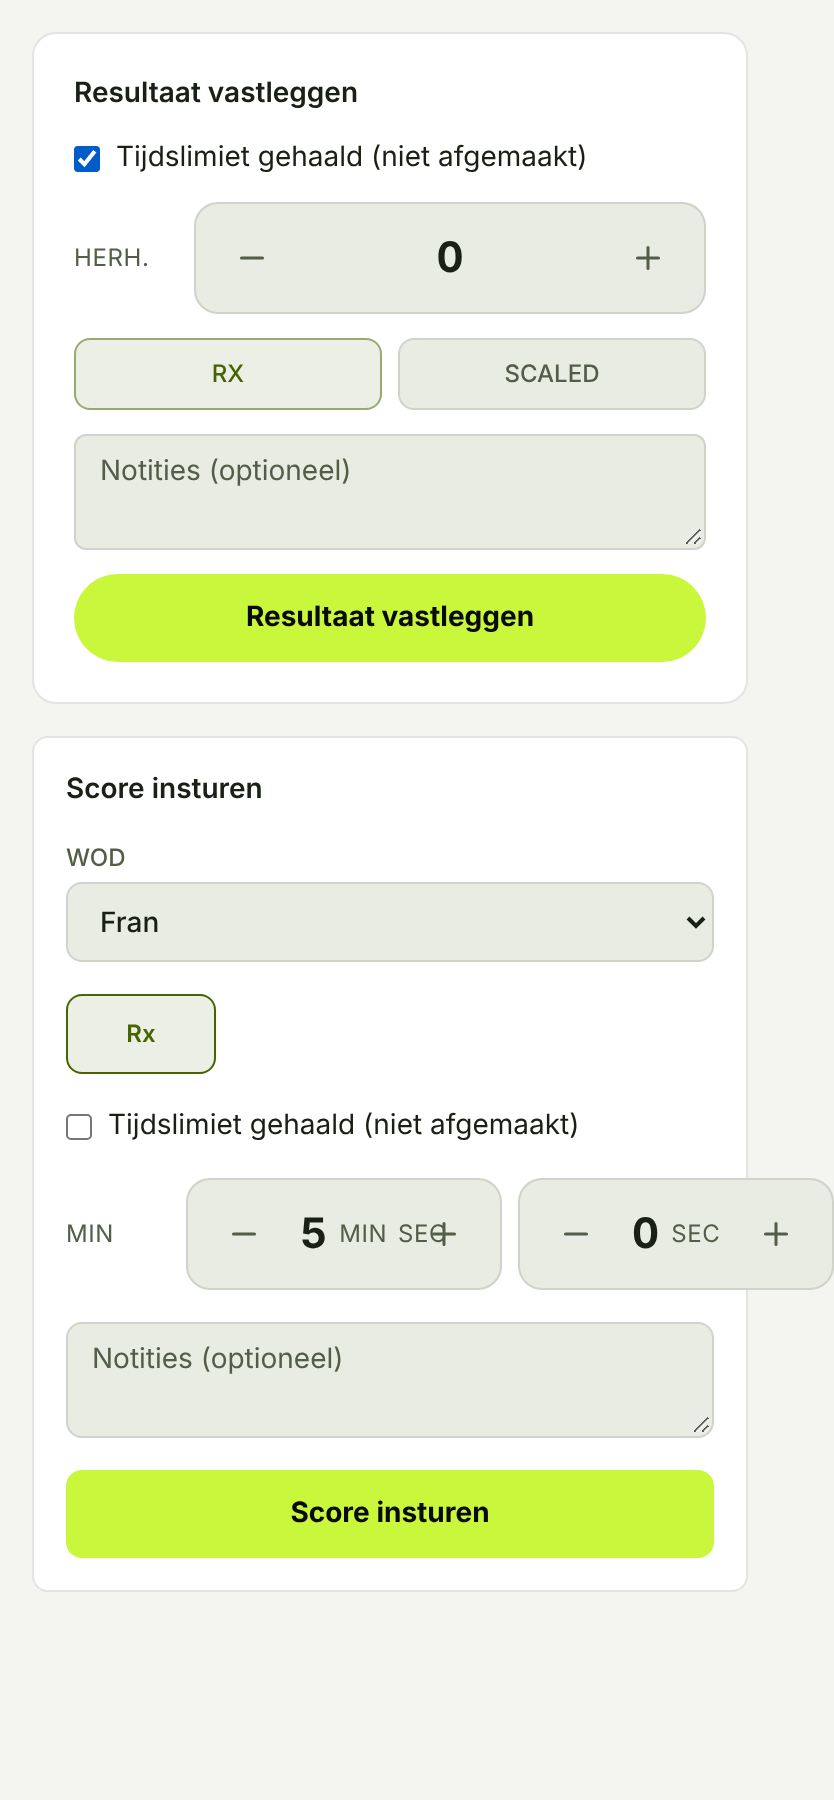 Resultaat vastleggen
Tijdslimiet gehaald (niet afgemaakt)
HERH. − 0 +
RX SCALED
Notities (optioneel)
Resultaat vastleggen
Score insturen
WOD
Fran
Rx
Tijdslimiet gehaald (niet afgemaakt)
MIN − 5 MIN SEC + − 0 SEC +
Notities (optioneel)
Score insturen